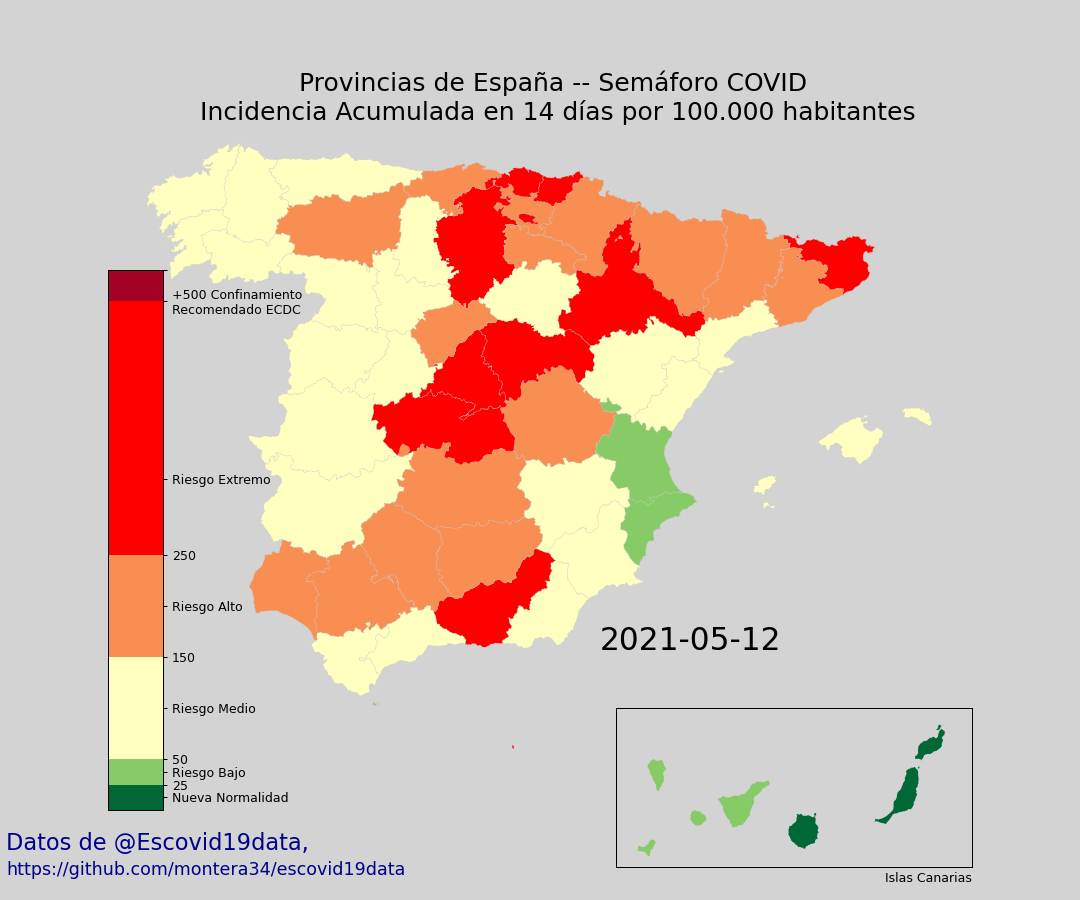 Provincias de España -- Semáforo COVID
Incidencia Acumulada en 14 días por 100.000 habitantes
+500 Confinamiento
Recomendado ECDC
Riesgo Extremo
250
Riesgo Alto
150
Riesgo Medio
50
Riesgo Bajo
25
Nueva Normalidad
2021-05-12
Islas Canarias
Datos de @Escovid19data,
https://github.com/montera34/escovid19data